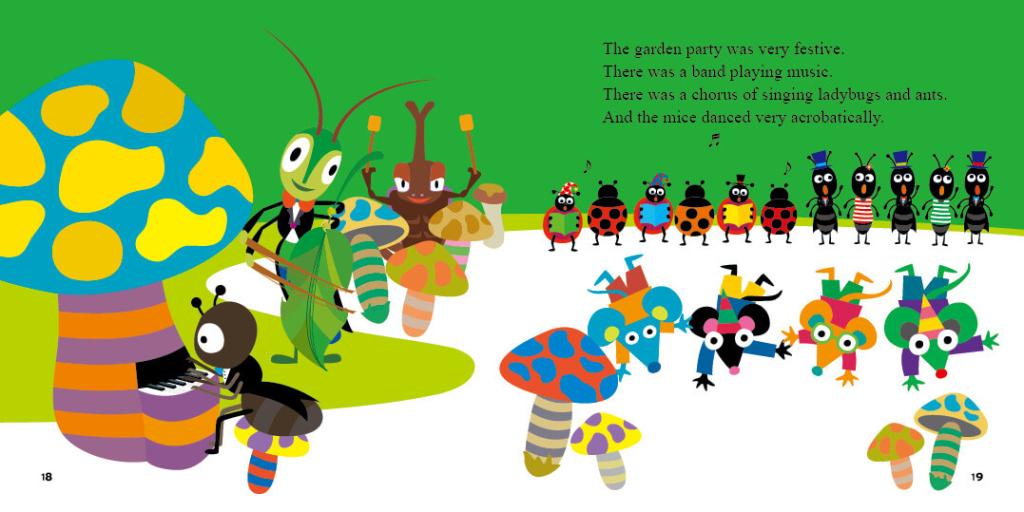 The garden party was very festive.
There was a band playing music.
There was a chorus of singing ladybugs and ants.
And the mice danced very acrobatically.
18
19